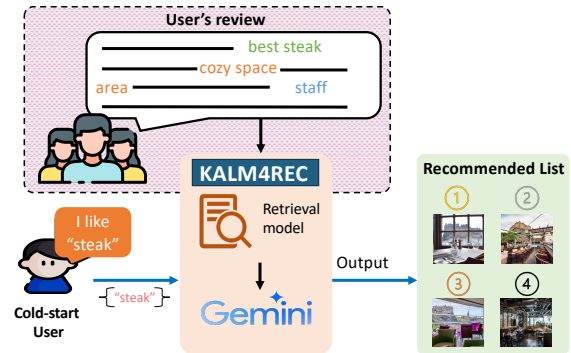 User's review
best steak
cozy space
area
staff
KALM4REC
Retrieval
model
Gemini
I like
"steak"
{"steak"}
Cold-start
User
Output
Recommended List
1
2
3
4